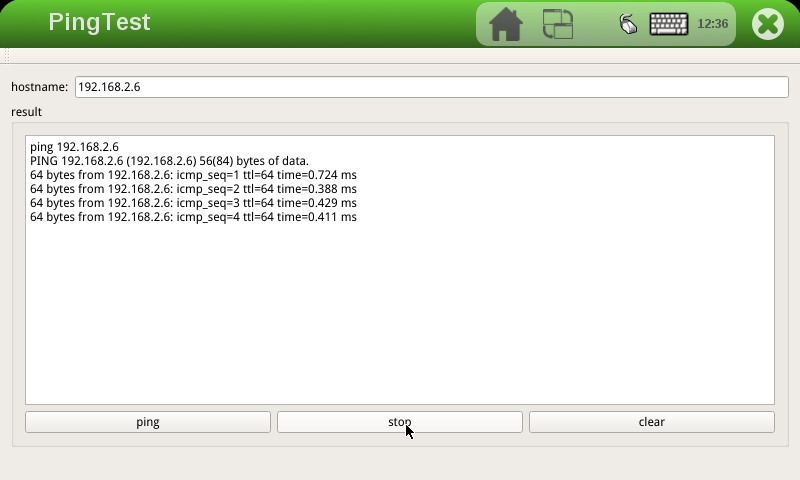 PingTest
12:36
hostname: 192.168.2.6
result
ping 192.168.2.6
PING 192.168.2.6 (192.168.2.6) 56(84) bytes of data.
64 bytes from 192.168.2.6: icmp_seq=1 ttl=64 time=0.724 ms
64 bytes from 192.168.2.6: icmp_seq=2 ttl=64 time=0.388 ms
64 bytes from 192.168.2.6: icmp_seq=3 ttl=64 time=0.429 ms
64 bytes from 192.168.2.6: icmp_seq=4 ttl=64 time=0.411 ms
ping stop clear